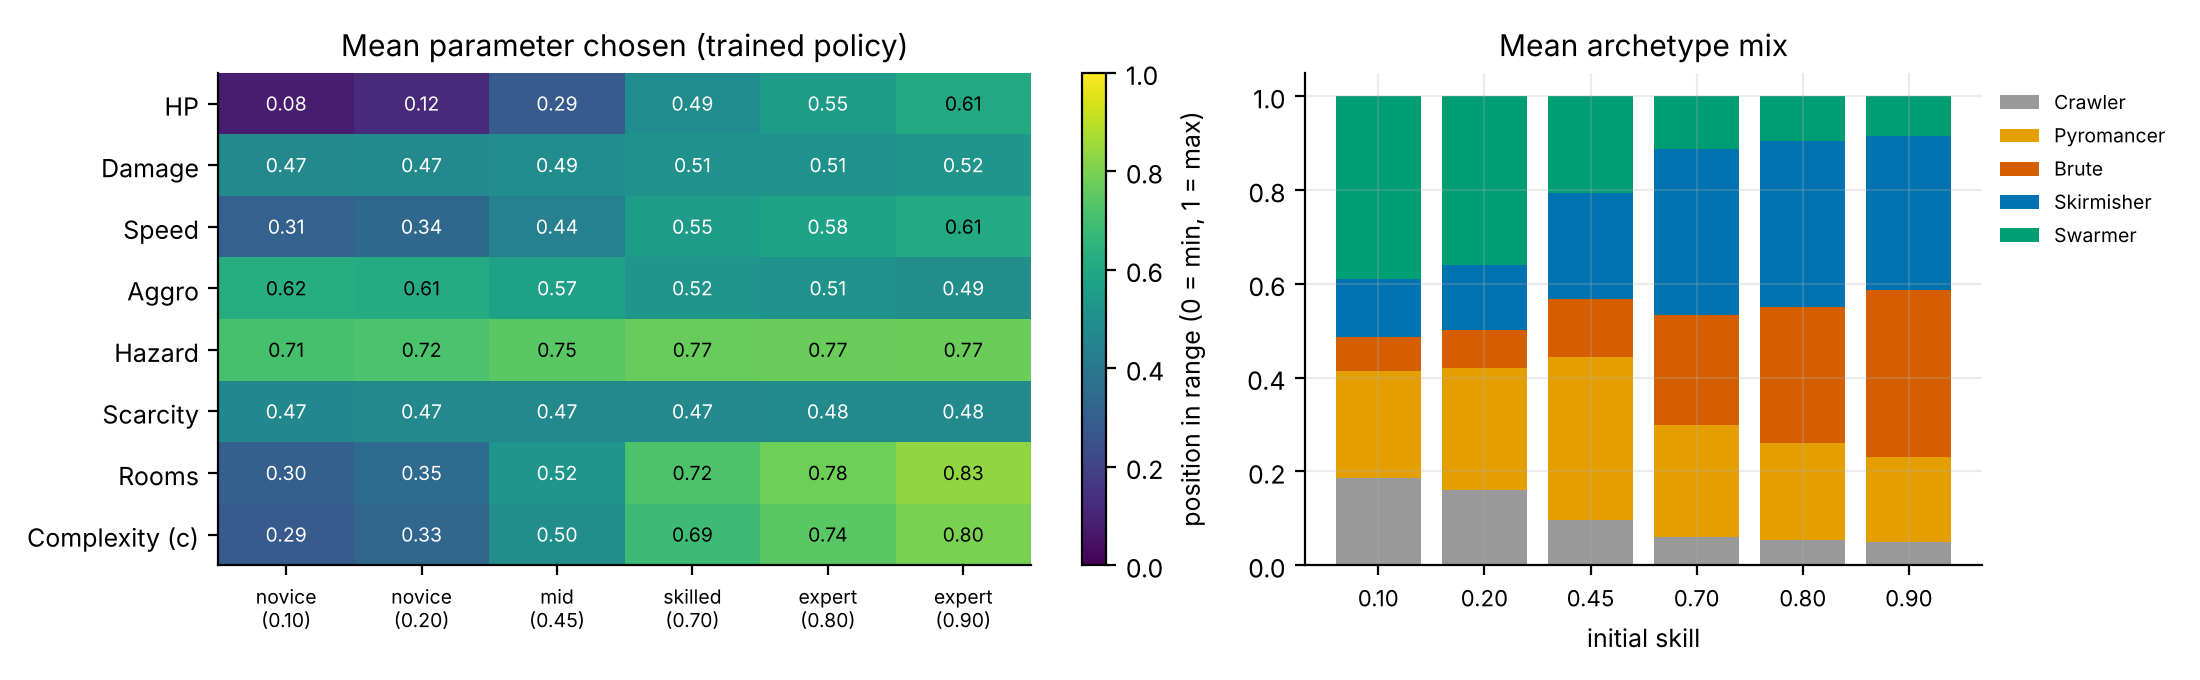 Mean parameter chosen (trained policy)
HP 0.08 0.12 0.29 0.49 0.55 0.61
Damage 0.47 0.47 0.49 0.51 0.51 0.52
Speed 0.31 0.34 0.44 0.55 0.58 0.61
Aggro 0.62 0.61 0.57 0.52 0.51 0.49
Hazard 0.71 0.72 0.75 0.77 0.77 0.77
Scarcity 0.47 0.47 0.47 0.47 0.48 0.48
Rooms 0.30 0.35 0.52 0.72 0.78 0.83
Complexity (c) 0.29 0.33 0.50 0.69 0.74 0.80
novice novice mid skilled expert expert
(0.10) (0.20) (0.45) (0.70) (0.80) (0.90)
1.0
0.8
0.6
0.4
0.2
0.0
position in range (0 = min, 1 = max)
Mean archetype mix
1.0
0.8
0.6
0.4
0.2
0.0
0.10 0.20 0.45 0.70 0.80 0.90
initial skill
Crawler
Pyromancer
Brute
Skirmisher
Swarmer